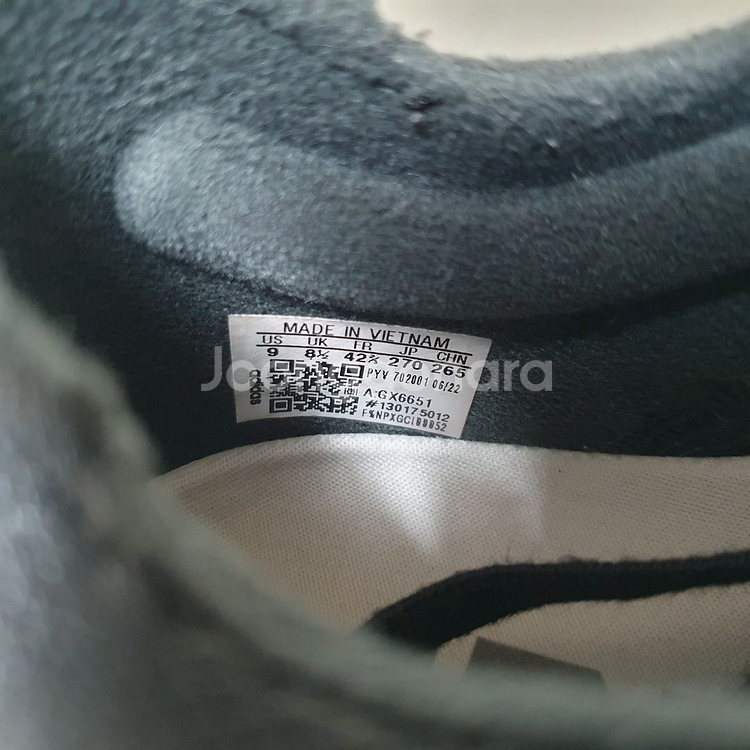 MADE IN VIETNAM
US UK FR JP CHN
9 8½ 42⅔ 270 265
adidas
PYV 702001 06/22
A:GX6651
#130175012